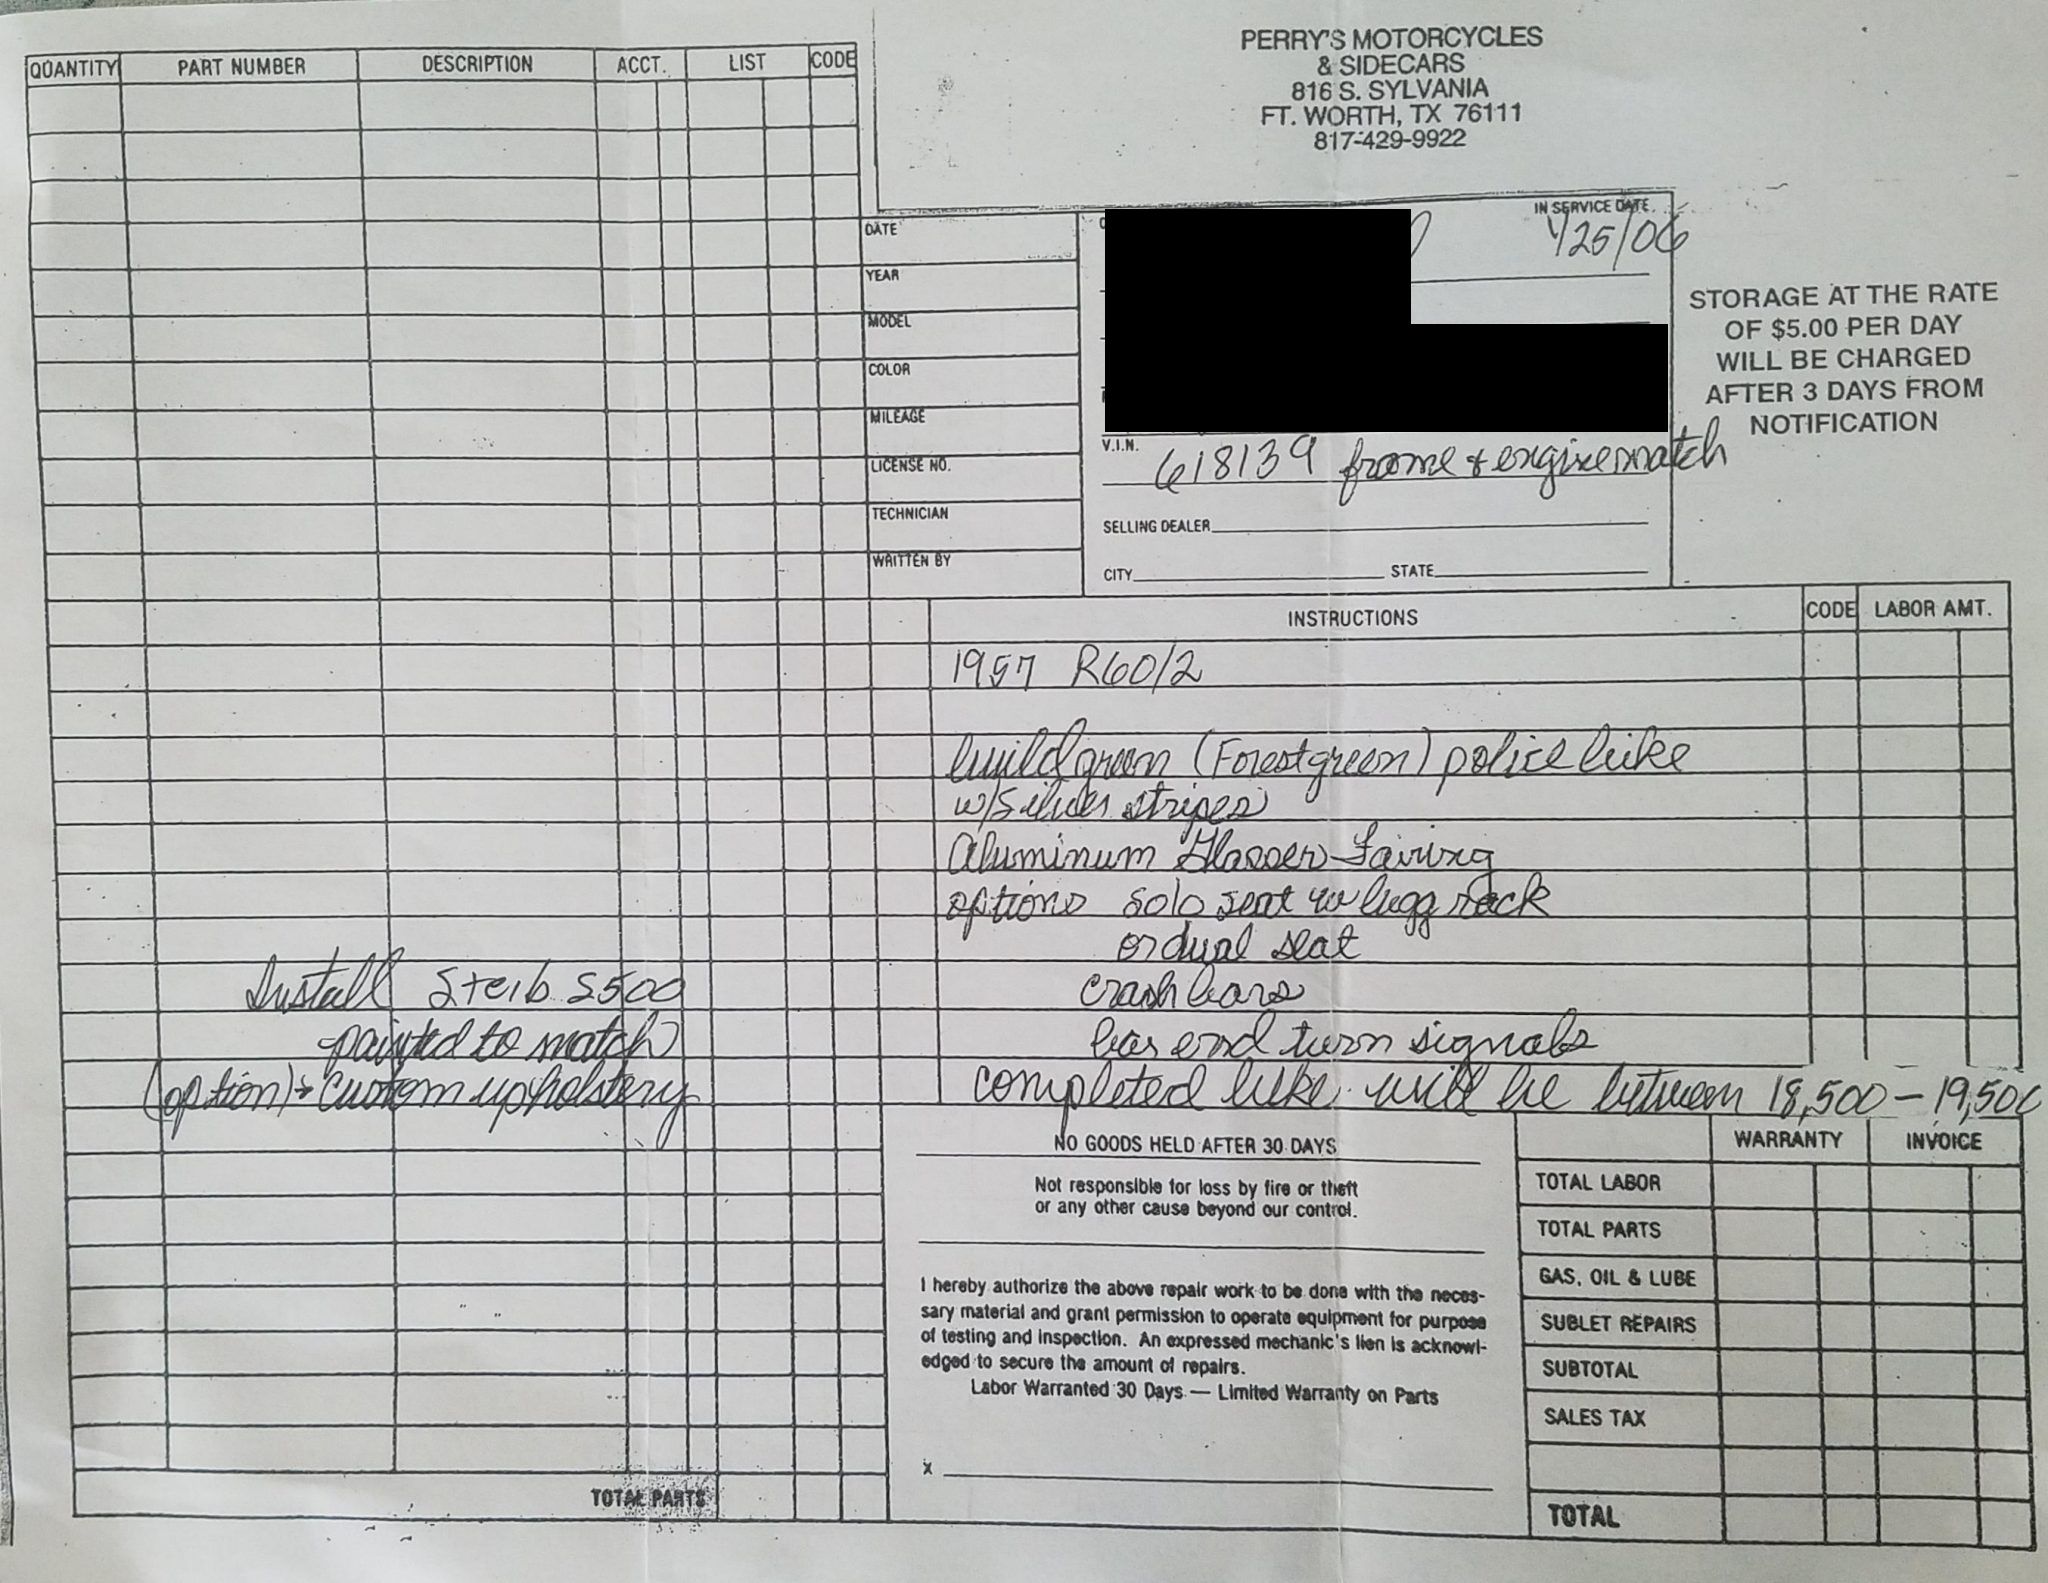 PERRY'S MOTORCYCLES
& SIDECARS
816 S. SYLVANIA
FT. WORTH, TX 76111
817-429-9922
QUANTITY PART NUMBER DESCRIPTION ACCT. LIST CODE
DATE
YEAR
MODEL
COLOR
MILEAGE
LICENSE NO.
TECHNICIAN
WRITTEN BY
IN SERVICE DATE
1/25/06
V.I.N.
618139 frame & engine match
SELLING DEALER
CITY STATE
STORAGE AT THE RATE
OF $5.00 PER DAY
WILL BE CHARGED
AFTER 3 DAYS FROM
NOTIFICATION
INSTRUCTIONS CODE LABOR AMT.
1957 R60/2
build green (Forest green) police bike
w/silver stripes
Aluminum Glasser Fairing
options solo seat w lugg rack
or dual seat
crash bars
bar end turn signals
completed bike will be between 18,500 – 19,500
Install Steib S500
painted to match
(option) → Custom upholstery
NO GOODS HELD AFTER 30 DAYS
Not responsible for loss by fire or theft
or any other cause beyond our control.
I hereby authorize the above repair work to be done with the neces-
sary material and grant permission to operate equipment for purpose
of testing and inspection. An expressed mechanic's lien is acknowl-
edged to secure the amount of repairs.
Labor Warranted 30 Days — Limited Warranty on Parts
X
WARRANTY INVOICE
TOTAL LABOR
TOTAL PARTS
GAS, OIL & LUBE
SUBLET REPAIRS
SUBTOTAL
SALES TAX
TOTAL
TOTAL PARTS